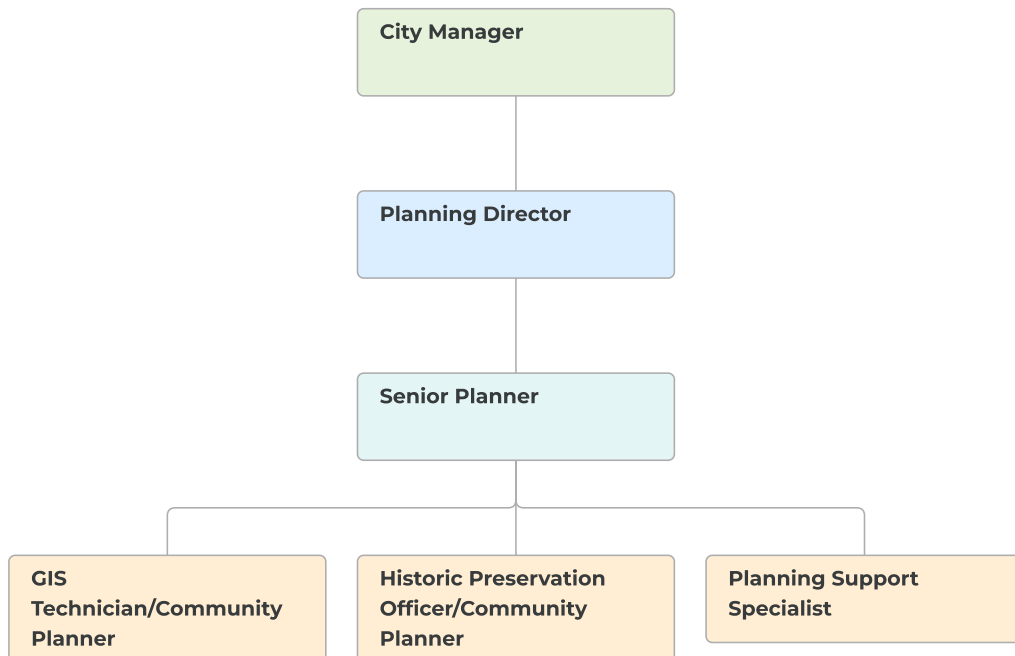 City Manager
Planning Director
Senior Planner
GIS
Technician/Community
Planner
Historic Preservation
Officer/Community
Planner
Planning Support
Specialist